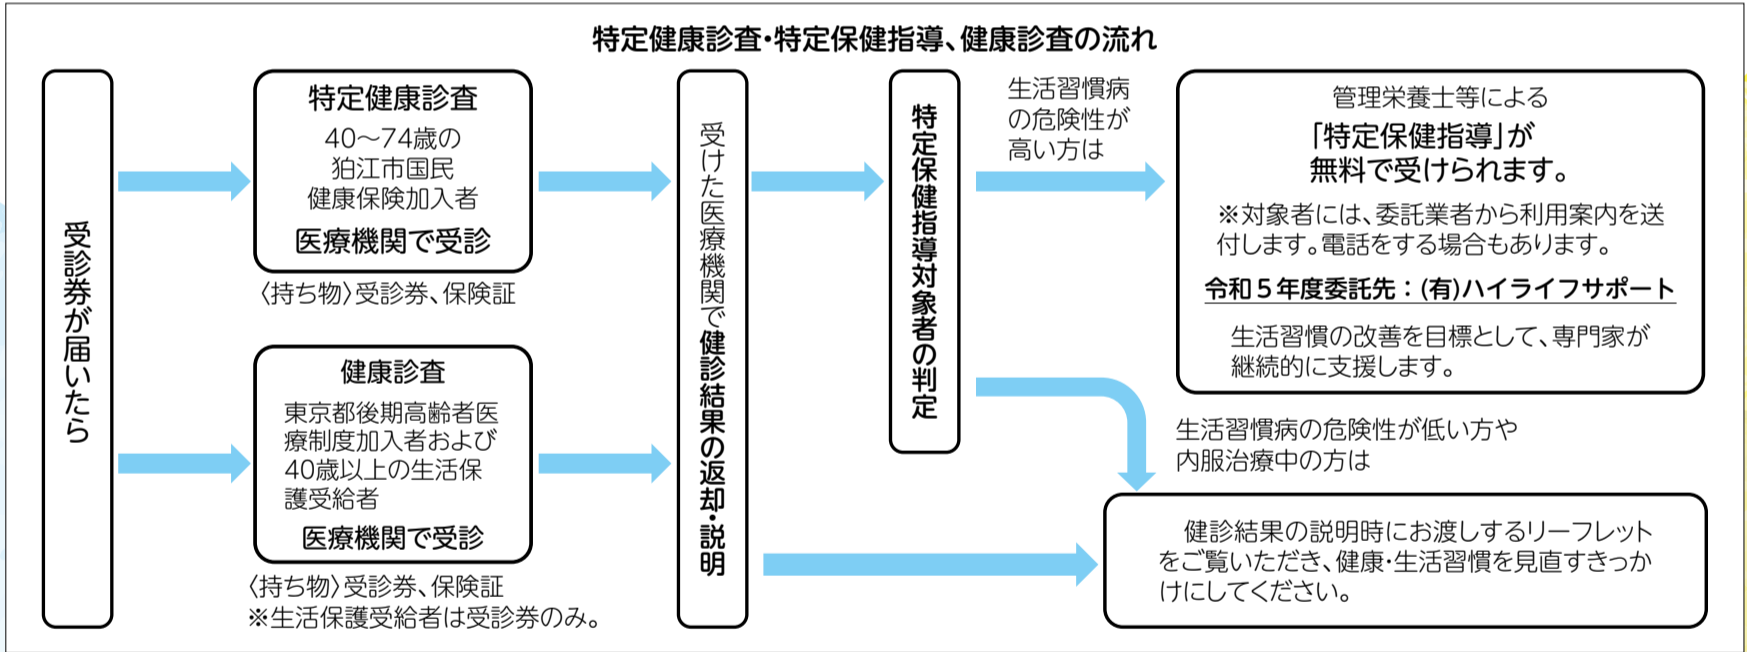 特定健康診査・特定保健指導、健康診査の流れ
受診券が届いたら
特定健康診査
40〜74歳の
狛江市国民
健康保険加入者
医療機関で受診
〈持ち物〉受診券、保険証
健康診査
東京都後期高齢者医
療制度加入者および
40歳以上の生活保
護受給者
医療機関で受診
〈持ち物〉受診券、保険証
※生活保護受給者は受診券のみ。
受けた医療機関で健診結果の返却・説明
特定保健指導対象者の判定
生活習慣病
の危険性が
高い方は
管理栄養士等による
「特定保健指導」が
無料で受けられます。
※対象者には、委託業者から利用案内を送
付します。電話をする場合もあります。
令和５年度委託先：(有)ハイライフサポート
生活習慣の改善を目標として、専門家が
継続的に支援します。
生活習慣病の危険性が低い方や
内服治療中の方は
健診結果の説明時にお渡しするリーフレット
をご覧いただき、健康・生活習慣を見直すきっか
けにしてください。